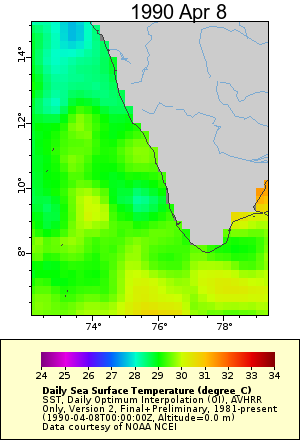 1990 Apr 8
14°
12°
10°
8°
74°
76°
78°
24 25 26 27 28 29 30 31 32 33 34
Daily Sea Surface Temperature (degree_C)
SST, Daily Optimum Interpolation (OI), AVHRR
Only, Version 2, Final+Preliminary, 1981-present
(1990-04-08T00:00:00Z, Altitude=0.0 m)
Data courtesy of NOAA NCEI